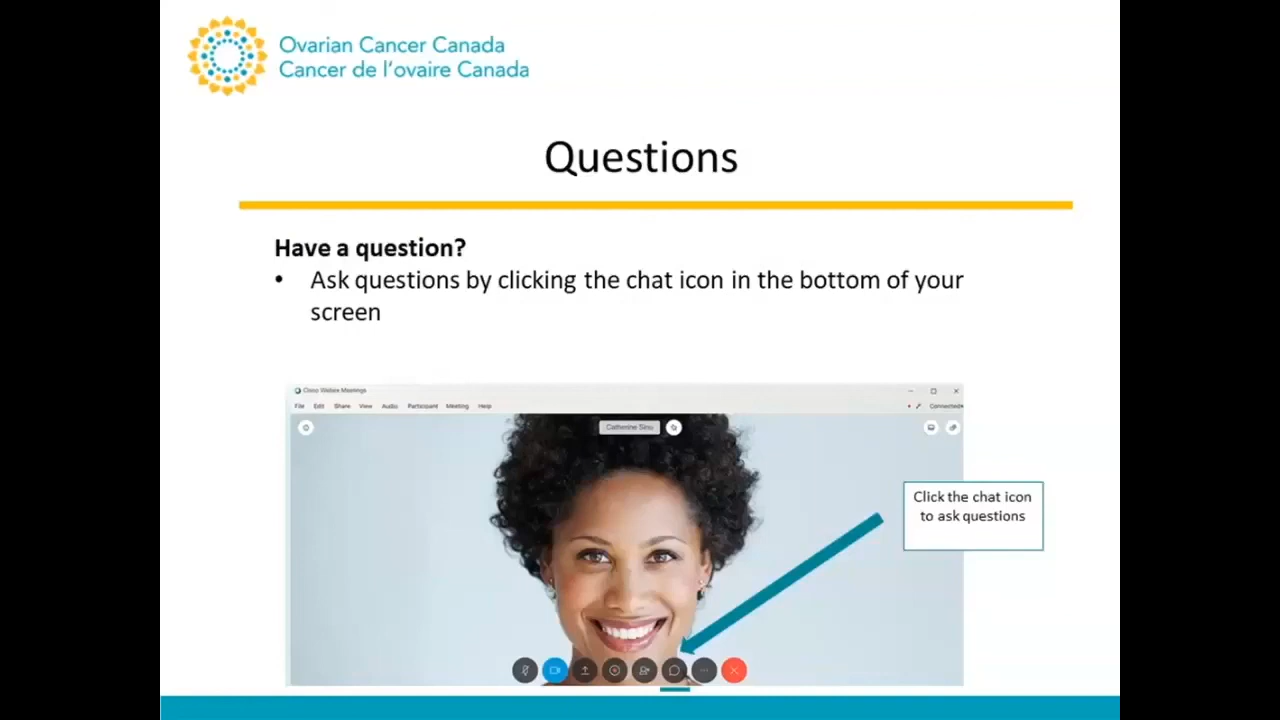 Ovarian Cancer Canada
Cancer de l'ovaire Canada
Questions
Have a question?
• Ask questions by clicking the chat icon in the bottom of your
screen
Cisco Webex Meetings
File Edit Share View Audio Participant Meeting Help
Connected
Catherine Sinu
Click the chat icon
to ask questions